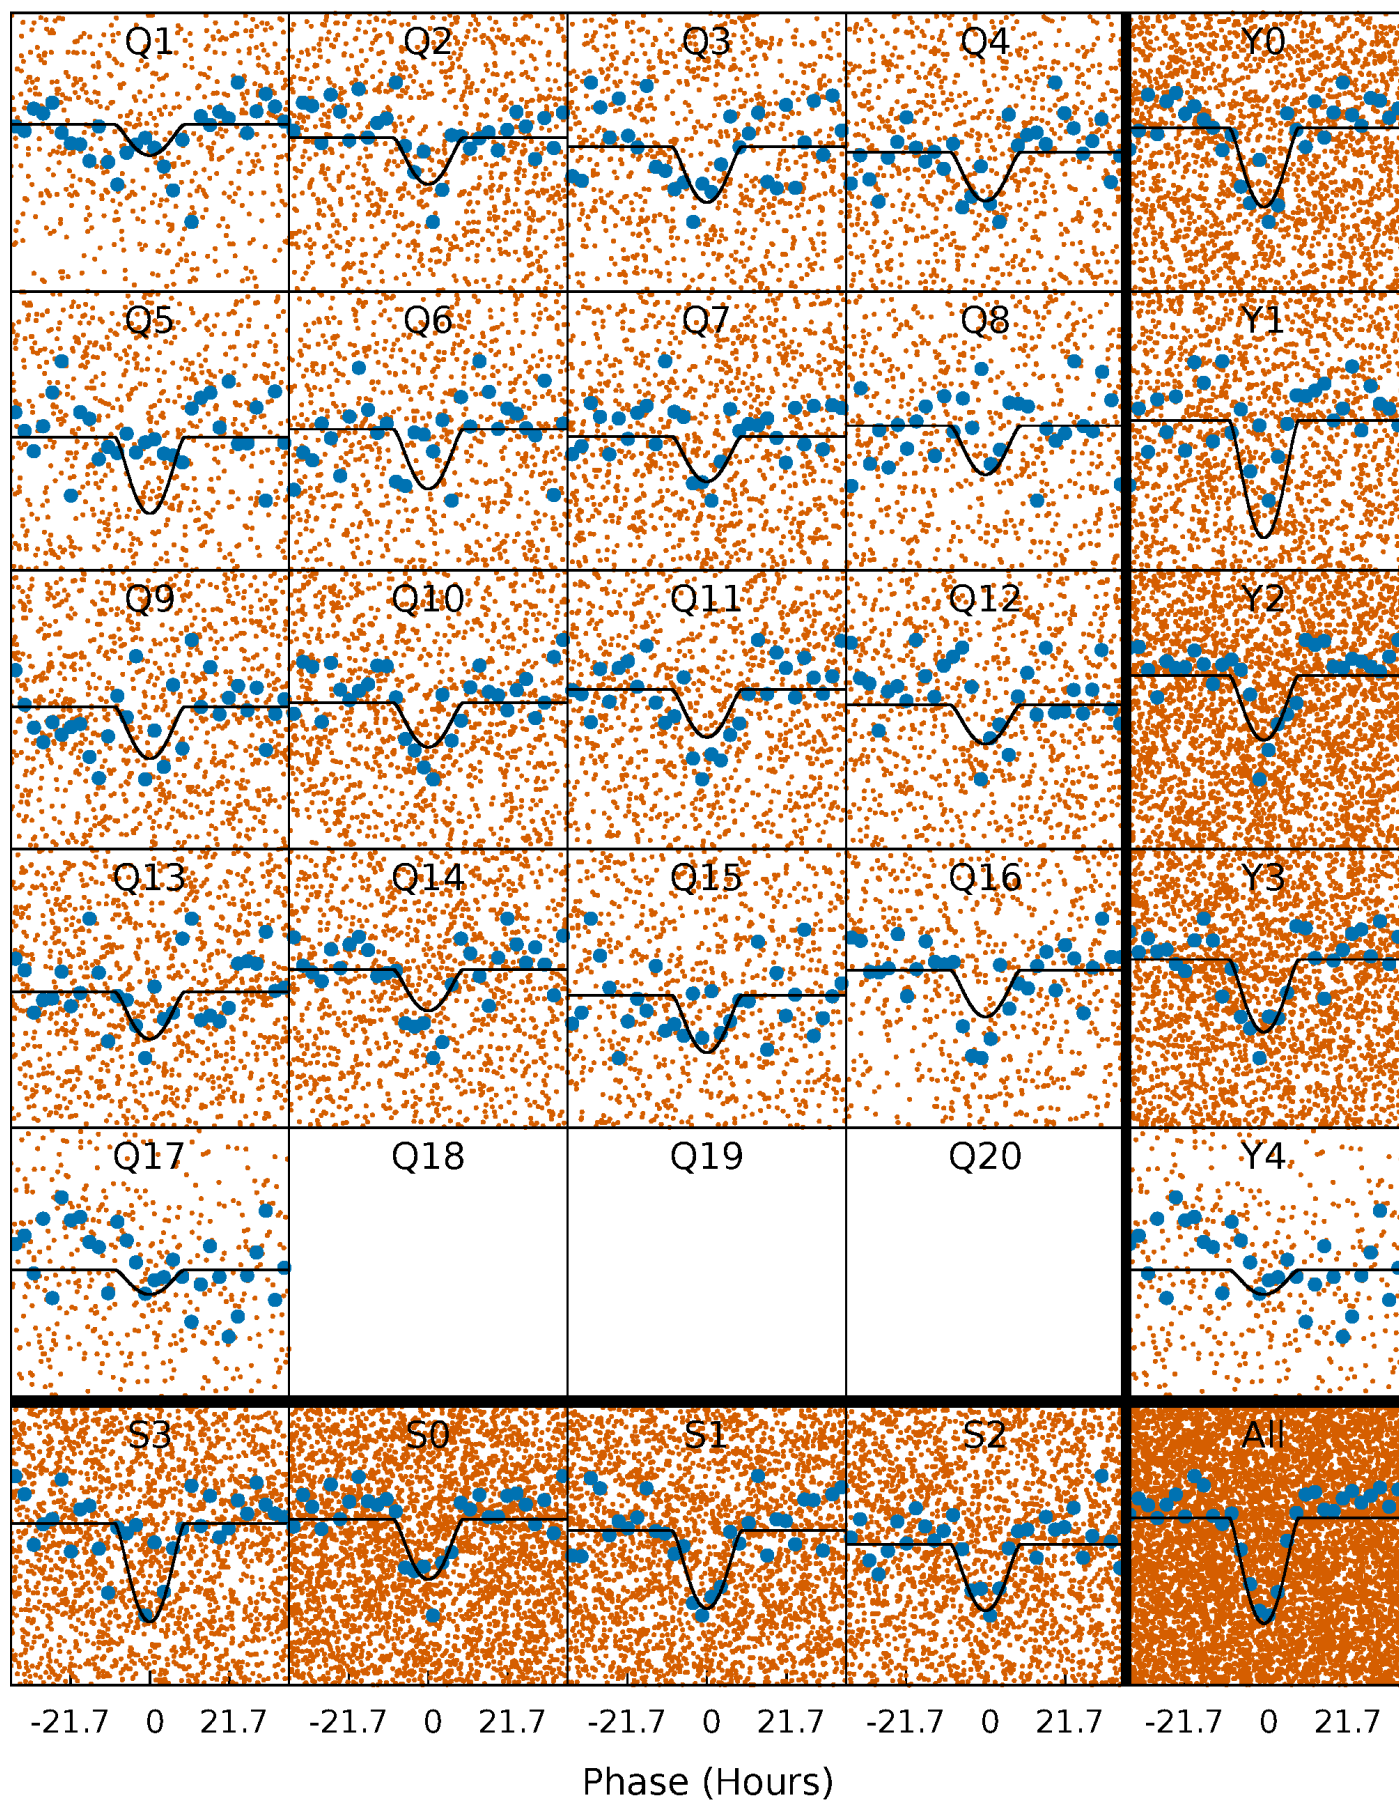 Q1 Q2 Q3 Q4 Y0
Q5 Q6 Q7 Q8 Y1
Q9 Q10 Q11 Q12 Y2
Q13 Q14 Q15 Q16 Y3
Q17 Q18 Q19 Q20 Y4
S3 S0 S1 S2 All
-21.7 0 21.7 -21.7 0 21.7 -21.7 0 21.7 -21.7 0 21.7 -21.7 0 21.7
Phase (Hours)